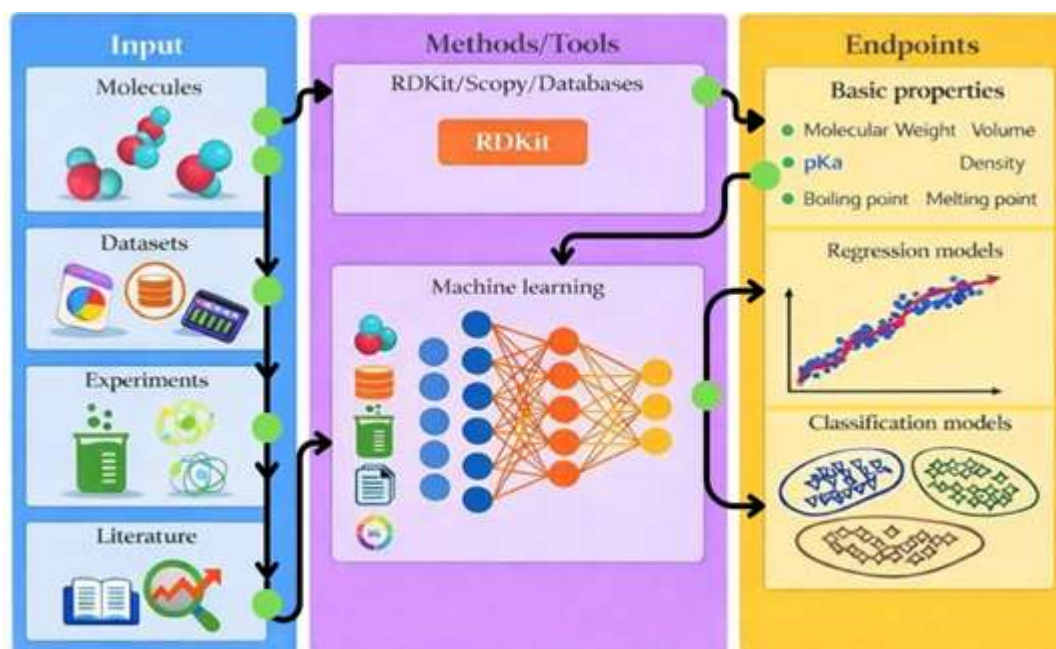 Input
Molecules
Datasets
Experiments
Literature
Methods/Tools
RDKit/Scopy/Databases
RDKit
Machine learning
Endpoints
Basic properties
Molecular Weight Volume
pKa Density
Boiling point Melting point
Regression models
Classification models